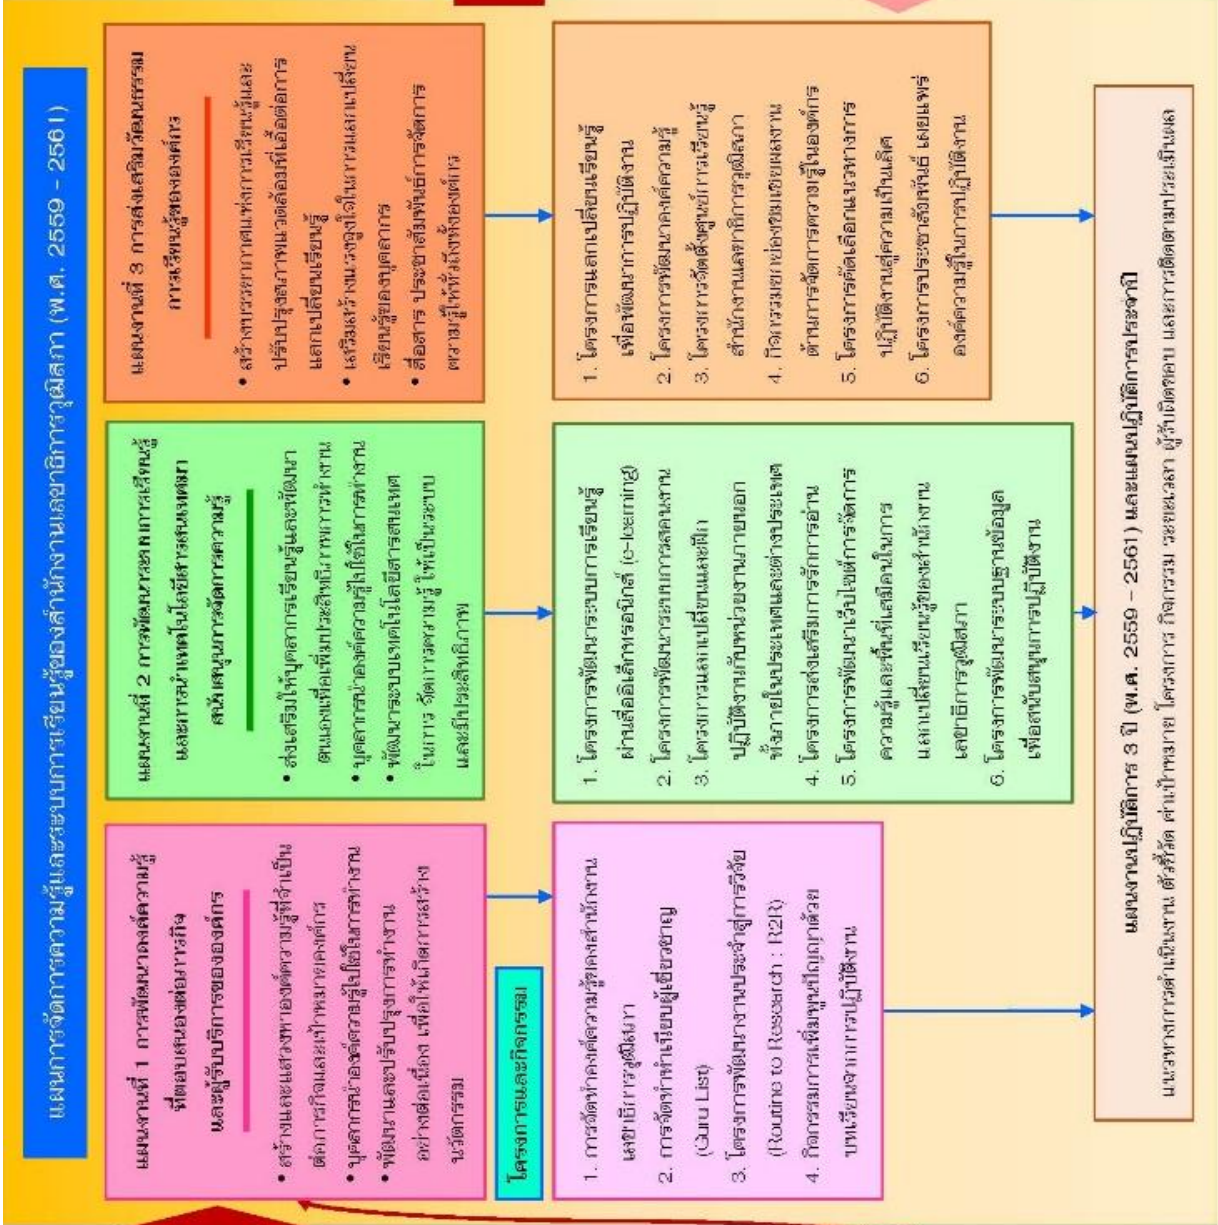 แผนการจัดการความรู้และระบบการเรียนรู้ของสำนักงานเลขาธิการวุฒิสภา (พ.ศ. 2559 - 2561)
แผนงานที่ 1 การพัฒนาองค์ความรู้
ที่ตอบสนองต่อภารกิจ
และผู้รับบริการขององค์กร
• สร้างและแสวงหาองค์ความรู้ที่จำเป็น
ต่อภารกิจและเป้าหมายขององค์กร
• บุคลากรนำองค์ความรู้ไปใช้ในการทำงาน
• พัฒนาและปรับปรุงการทำงาน
อย่างต่อเนื่อง เพื่อให้เกิดการสร้าง
นวัตกรรม
แผนงานที่ 2 การพัฒนาระบบการเรียนรู้
และการนำเทคโนโลยีสารสนเทศมา
สนับสนุนการจัดการความรู้
• ส่งเสริมให้บุคลากรเรียนรู้และพัฒนา
ตนเองเพื่อเพิ่มประสิทธิภาพการทำงาน
• บุคลากรนำองค์ความรู้ไปใช้ในการทำงาน
• พัฒนาระบบเทคโนโลยีสารสนเทศ
ในการ จัดการความรู้ ให้เป็นระบบ
และมีประสิทธิภาพ
แผนงานที่ 3 การส่งเสริมวัฒนธรรม
การเรียนรู้ขององค์กร
• สร้างบรรยากาศแห่งการเรียนรู้และ
ปรับปรุงสภาพแวดล้อมที่เอื้อต่อการ
แลกเปลี่ยนเรียนรู้
• เสริมสร้างแรงจูงใจในการแลกเปลี่ยน
เรียนรู้ของบุคลากร
• สื่อสาร ประชาสัมพันธ์การจัดการ
ความรู้ให้ทั่วถึงทั้งองค์การ
โครงการและกิจกรรม
1. การจัดทำองค์ความรู้ของสำนักงาน
เลขาธิการวุฒิสภา
2. การจัดทำทำเนียบผู้เชี่ยวชาญ
(Guru List)
3. โครงการพัฒนางานประจำสู่การวิจัย
(Routine to Research : R2R)
4. กิจกรรมการเพิ่มพูนปัญญาด้วย
บทเรียนจากการปฏิบัติงาน
1. โครงการพัฒนาระบบการเรียนรู้
ผ่านสื่ออิเล็กทรอนิกส์ (e-learning)
2. โครงการพัฒนาระบบการสอนงาน
3. โครงการแลกเปลี่ยนและฝึก
ปฏิบัติงานกับหน่วยงานภายนอก
ทั้งภายในประเทศและต่างประเทศ
4. โครงการส่งเสริมการรักการอ่าน
5. โครงการพัฒนาเว็บไซต์การจัดการ
ความรู้และพื้นที่เสมือนในการ
แลกเปลี่ยนเรียนรู้ของสำนักงาน
เลขาธิการวุฒิสภา
6. โครงการพัฒนาระบบฐานข้อมูล
เพื่อสนับสนุนการปฏิบัติงาน
1. โครงการแลกเปลี่ยนเรียนรู้
เพื่อพัฒนาการปฏิบัติงาน
2. โครงการพัฒนาองค์ความรู้
3. โครงการจัดตั้งศูนย์การเรียนรู้
สำนักงานเลขาธิการวุฒิสภา
4. กิจกรรมยกย่องชมเชยผลงาน
ด้านการจัดการความรู้ในองค์กร
5. โครงการคัดเลือกแนวทางการ
ปฏิบัติงานสู่ความเป็นเลิศ
6. โครงการประชาสัมพันธ์ เผยแพร่
องค์ความรู้ในการปฏิบัติงาน
แผนงานปฏิบัติการ 3 ปี (พ.ศ. 2559 - 2561) และแผนปฏิบัติการประจำปี
แนวทางการดำเนินงาน ตัวชี้วัด ค่าเป้าหมาย โครงการ กิจกรรม ระยะเวลา ผู้รับผิดชอบ และการติดตามประเมินผล